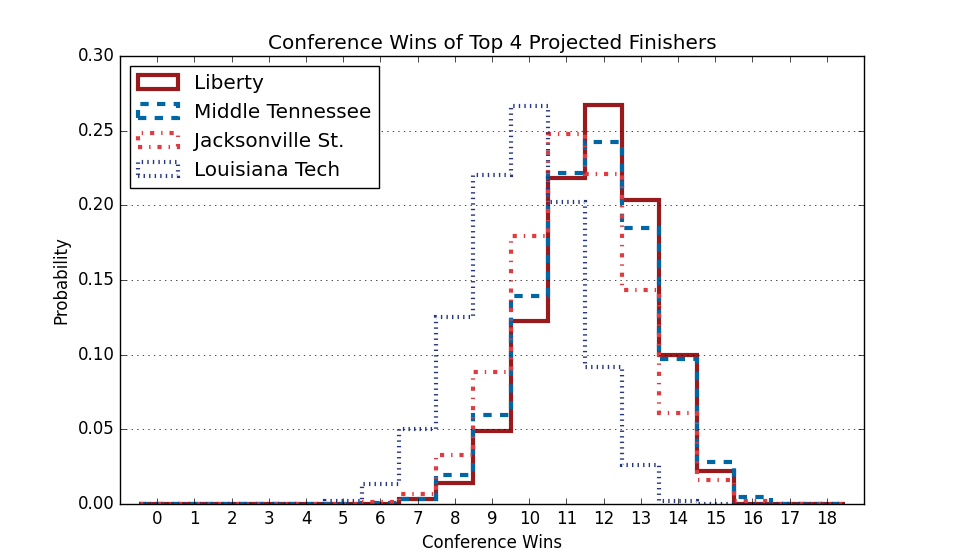 Conference Wins of Top 4 Projected Finishers
0.30
0.25
0.20
0.15
0.10
0.05
0.00
Probability
Liberty
Middle Tennessee
Jacksonville St.
Louisiana Tech
0 1 2 3 4 5 6 7 8 9 10 11 12 13 14 15 16 17 18
Conference Wins